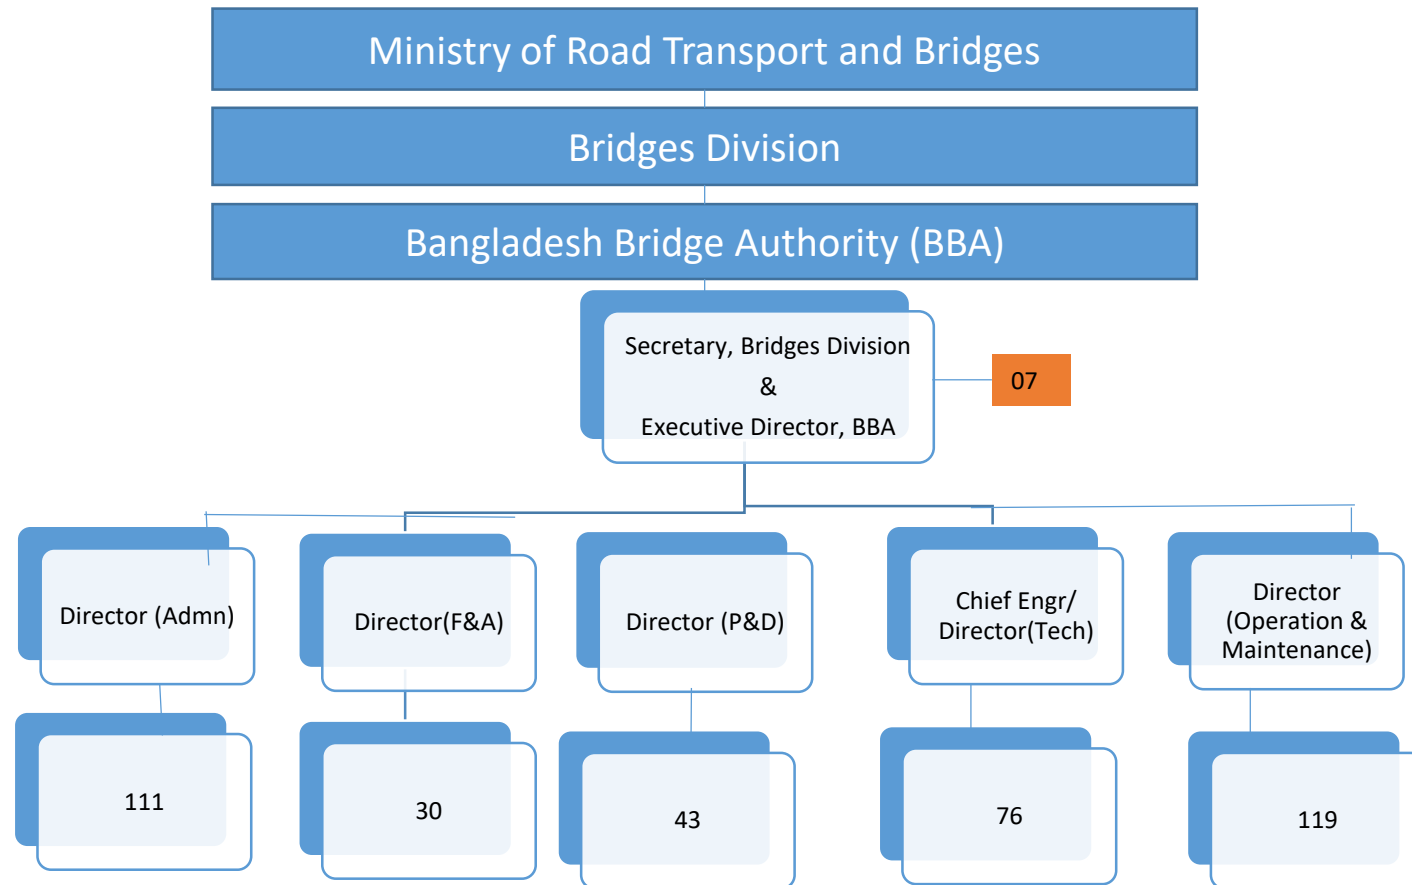 Ministry of Road Transport and Bridges
Bridges Division
Bangladesh Bridge Authority (BBA)
Secretary, Bridges Division
&
Executive Director, BBA
07
Director (Admn)
Director(F&A)
Director (P&D)
Chief Engr/
Director(Tech)
Director
(Operation &
Maintenance)
111
30
43
76
119